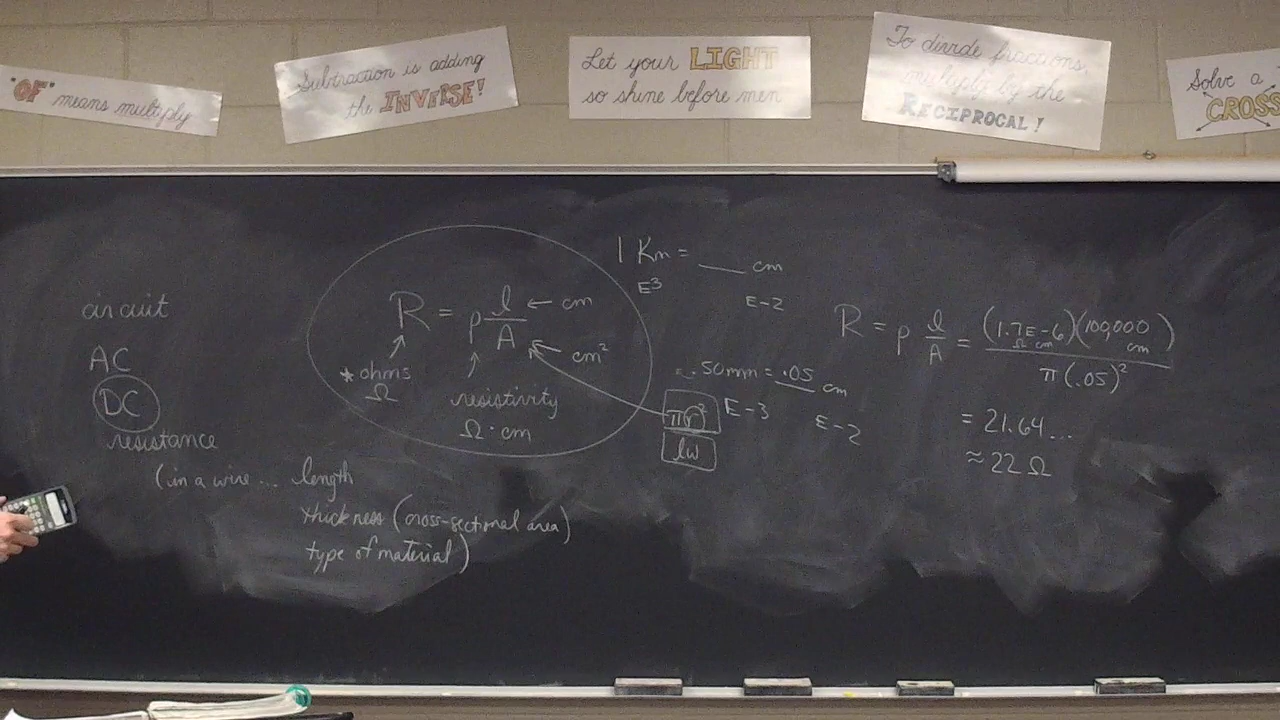 "OF" means multiply
Subtraction is adding
the INVERSE!
Let your LIGHT
so shine before men
To divide fractions,
multiply by the
RECIPROCAL!
Solve a
CROSS
circuit
AC
DC
resistance
(in a wire... length
thickness (cross-sectional area)
type of material)
R = ρ l/A
← cm
cm²
* ohms
Ω
resistivity
Ω·cm
1 Km = ___ cm
E³
E-2
.50mm = .05 cm
E-3
E-2
πr²
lw
R = ρ l/A = (1.7E-6)(100,000)
Ω·cm cm
π(.05)²
= 21.64...
≈ 22 Ω